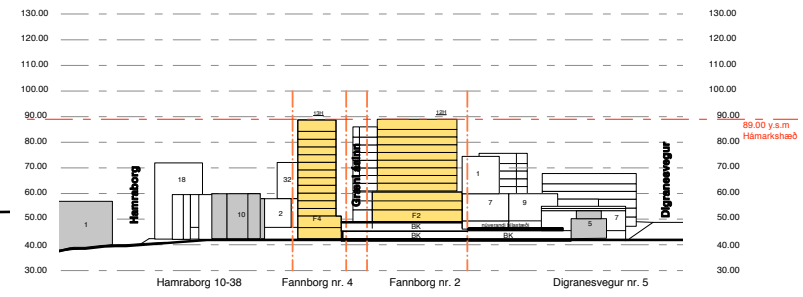 130.00 130.00
120.00 120.00
110.00 110.00
100.00 100.00
90.00 13H 12H 90.00
89.00 y.s.m
Hámarkshæð
80.00 80.00
70.00 70.00
60.00 60.00
50.00 50.00
40.00 40.00
30.00 30.00
Hamraborg
Grænt ásinn
Digranesvegur
1 18 10 2 32 F4 F2 1 7 9 5 7
BK
BK BK
Hamraborg 10-38 Fannborg nr. 4 Fannborg nr. 2 Digranesvegur nr. 5